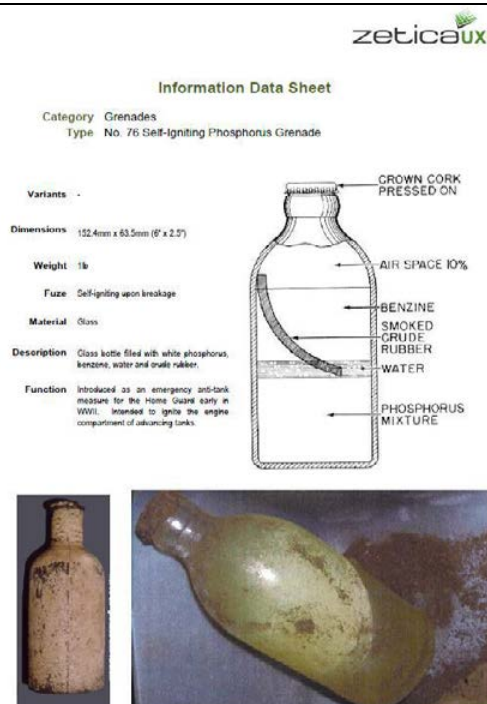 zeticaux
Information Data Sheet
Category Grenades
Type No. 76 Self-Igniting Phosphorus Grenade
Variants -
Dimensions 152.4mm x 63.5mm (6" x 2.5")
Weight 1lb
Fuze Self-igniting upon breakage
Material Glass
Description Glass bottle filled with white phosphorus,
benzene, water and crude rubber.
Function Introduced as an emergency anti-tank
measure for the Home Guard early in
WWII. Intended to ignite the engine
compartment of advancing tanks.
CROWN CORK
PRESSED ON
AIR SPACE 10%
BENZINE
SMOKED
CRUDE
RUBBER
WATER
PHOSPHORUS
MIXTURE